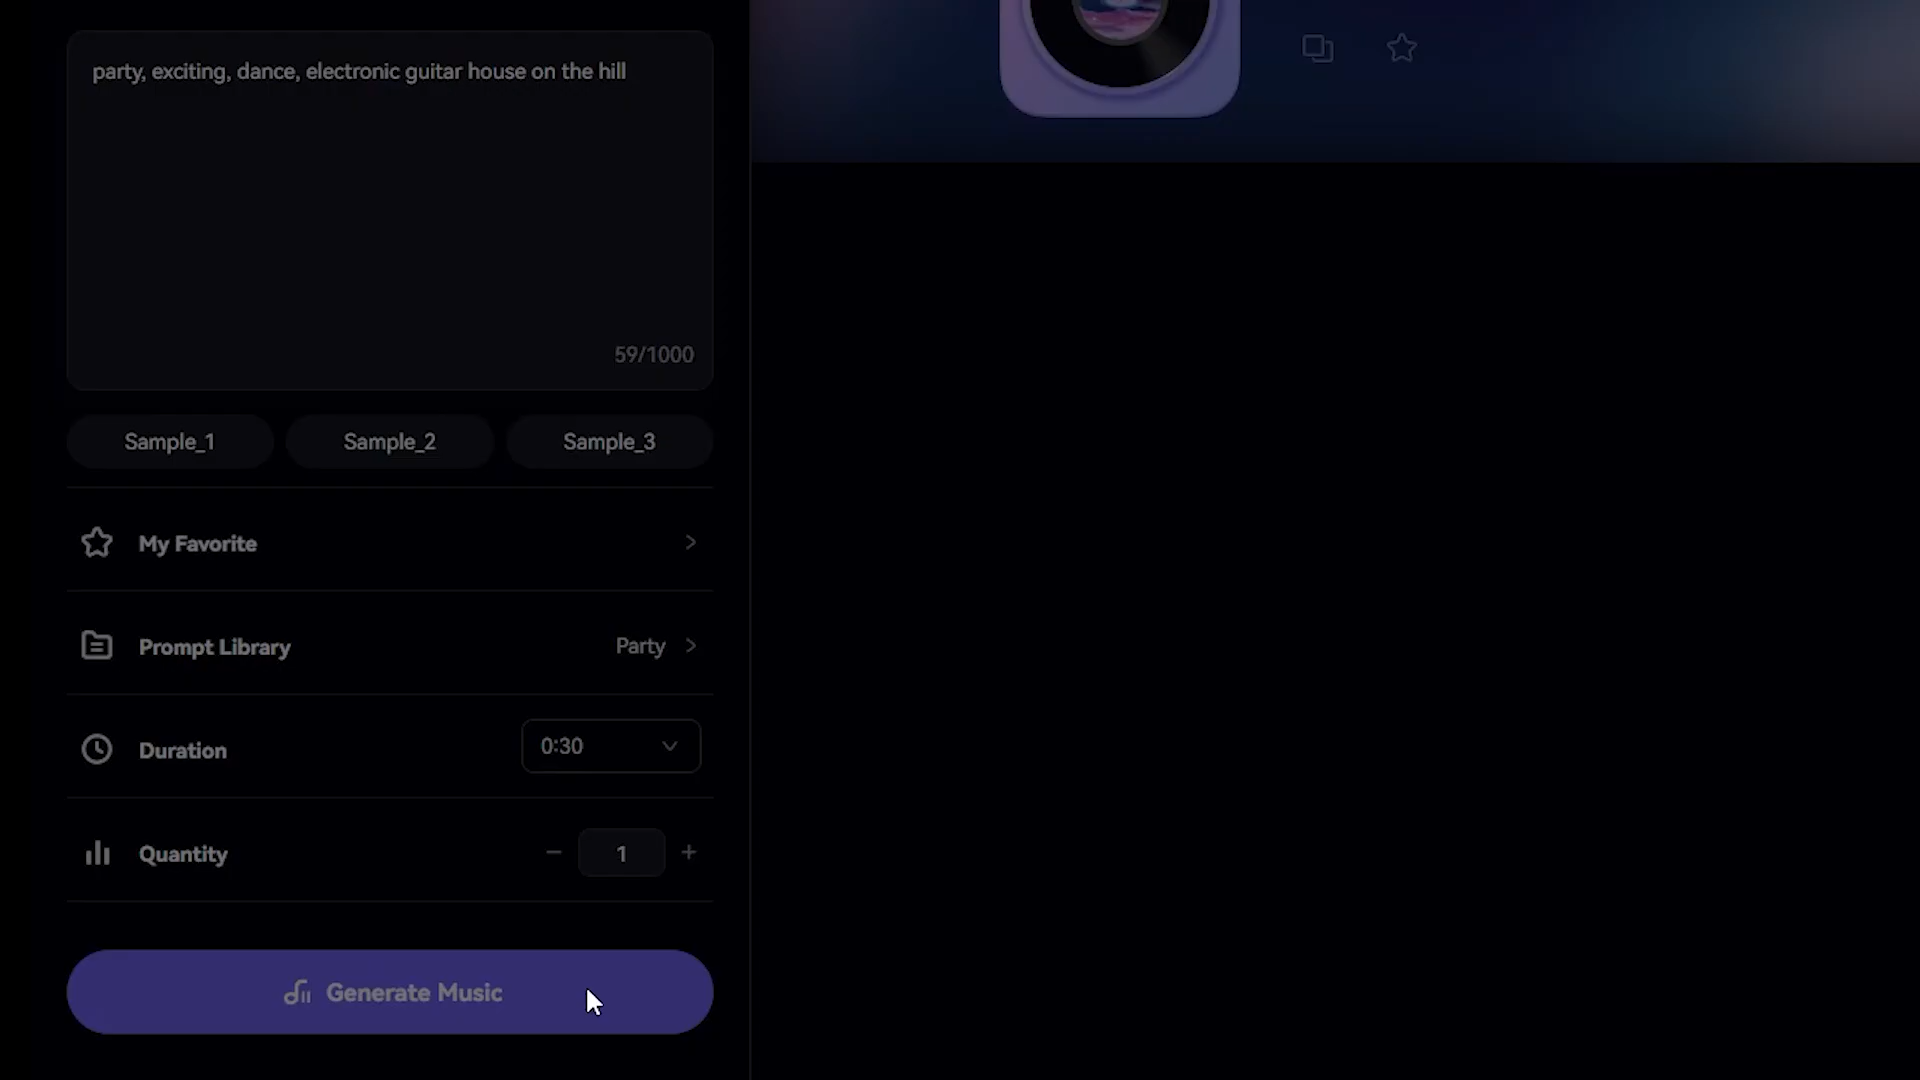 party, exciting, dance, electronic guitar house on the hill
59/1000
Sample_1 Sample_2 Sample_3
My Favorite
Prompt Library Party
Duration 0:30
Quantity 1
Generate Music